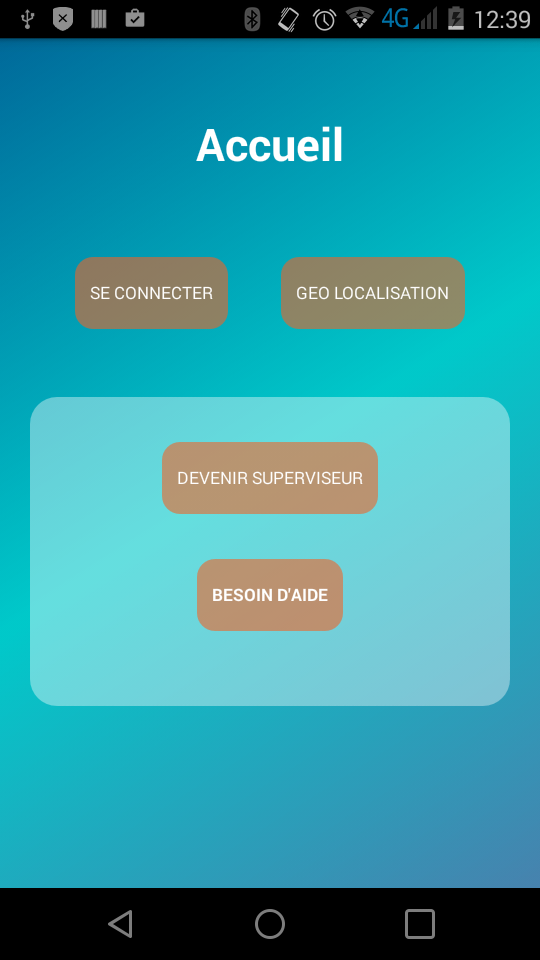 4G 12:39
Accueil
SE CONNECTER
GEO LOCALISATION
DEVENIR SUPERVISEUR
BESOIN D'AIDE